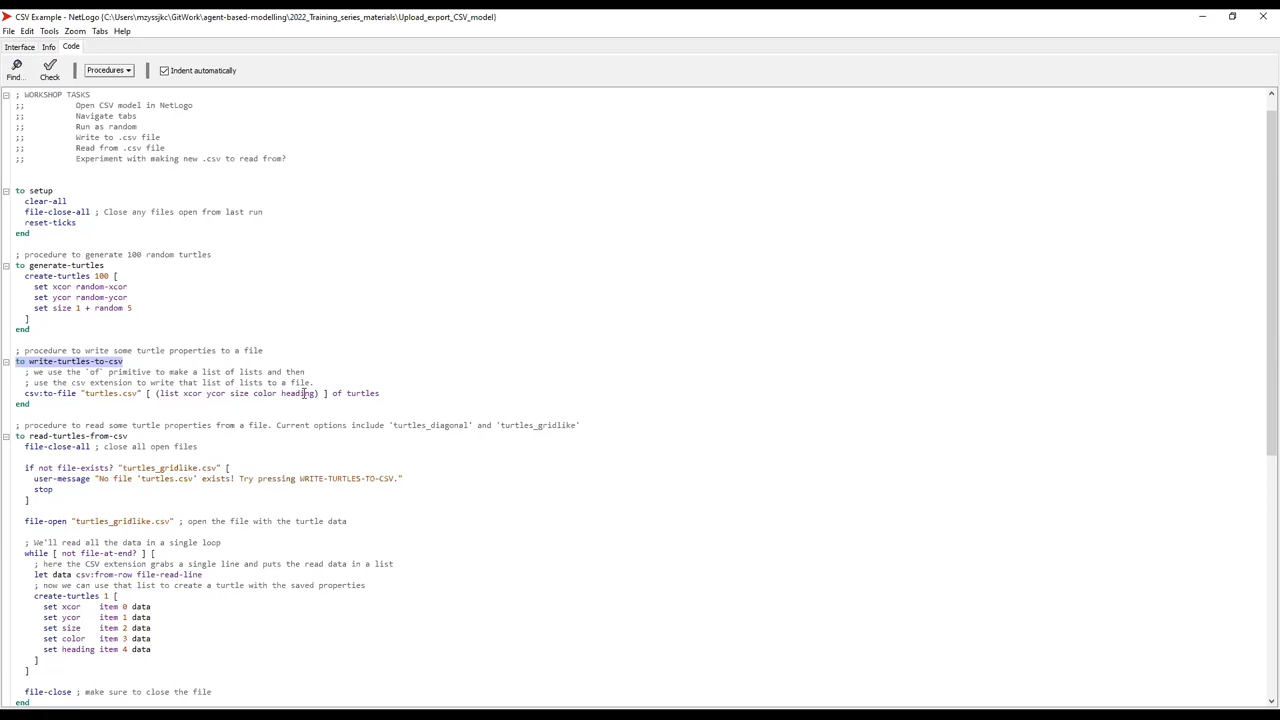 CSV Example - NetLogo {C:\Users\mzyssjkc\GitWork\agent-based-modelling\2022_Training_series_materials\Upload_export_CSV_model}
File Edit Tools Zoom Tabs Help
Interface Info Code
Find... Check Procedures Indent automatically
; WORKSHOP TASKS
;; Open CSV model in NetLogo
;; Navigate tabs
;; Run as random
;; Write to .csv file
;; Read from .csv file
;; Experiment with making new .csv to read from?
to setup
clear-all
file-close-all ; Close any files open from last run
reset-ticks
end
; procedure to generate 100 random turtles
to generate-turtles
create-turtles 100 [
set xcor random-xcor
set ycor random-ycor
set size 1 + random 5
]
end
; procedure to write some turtle properties to a file
to write-turtles-to-csv
; we use the `of` primitive to make a list of lists and then
; use the csv extension to write that list of lists to a file.
csv:to-file "turtles.csv" [ (list xcor ycor size color heading) ] of turtles
end
; procedure to read some turtle properties from a file. Current options include 'turtles_diagonal' and 'turtles_gridlike'
to read-turtles-from-csv
file-close-all ; close all open files
if not file-exists? "turtles_gridlike.csv" [
user-message "No file 'turtles.csv' exists! Try pressing WRITE-TURTLES-TO-CSV."
stop
]
file-open "turtles_gridlike.csv" ; open the file with the turtle data
; We'll read all the data in a single loop
while [ not file-at-end? ] [
; here the CSV extension grabs a single line and puts the read data in a list
let data csv:from-row file-read-line
; now we can use that list to create a turtle with the saved properties
create-turtles 1 [
set xcor item 0 data
set ycor item 1 data
set size item 2 data
set color item 3 data
set heading item 4 data
]
]
file-close ; make sure to close the file
end